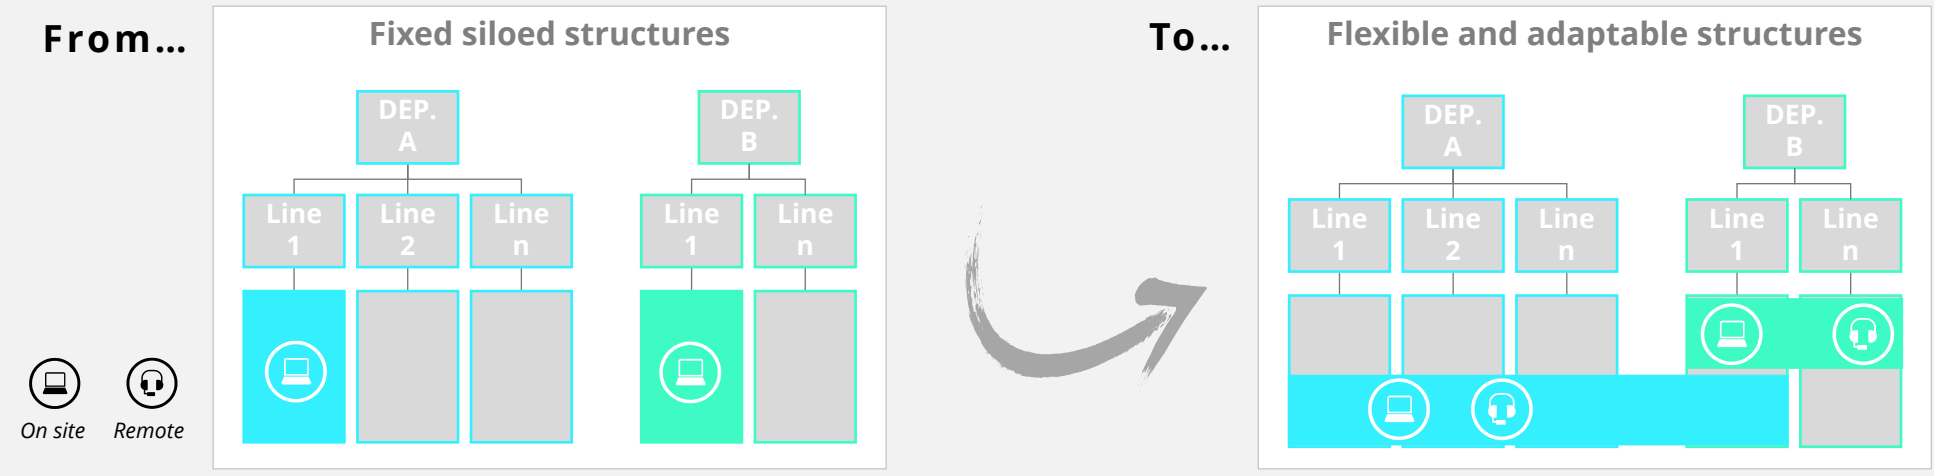 From...
Fixed siloed structures
DEP.
A
DEP.
B
Line
1
Line
2
Line
n
Line
1
Line
n
On site
Remote
To...
Flexible and adaptable structures
DEP.
A
DEP.
B
Line
1
Line
2
Line
n
Line
1
Line
n